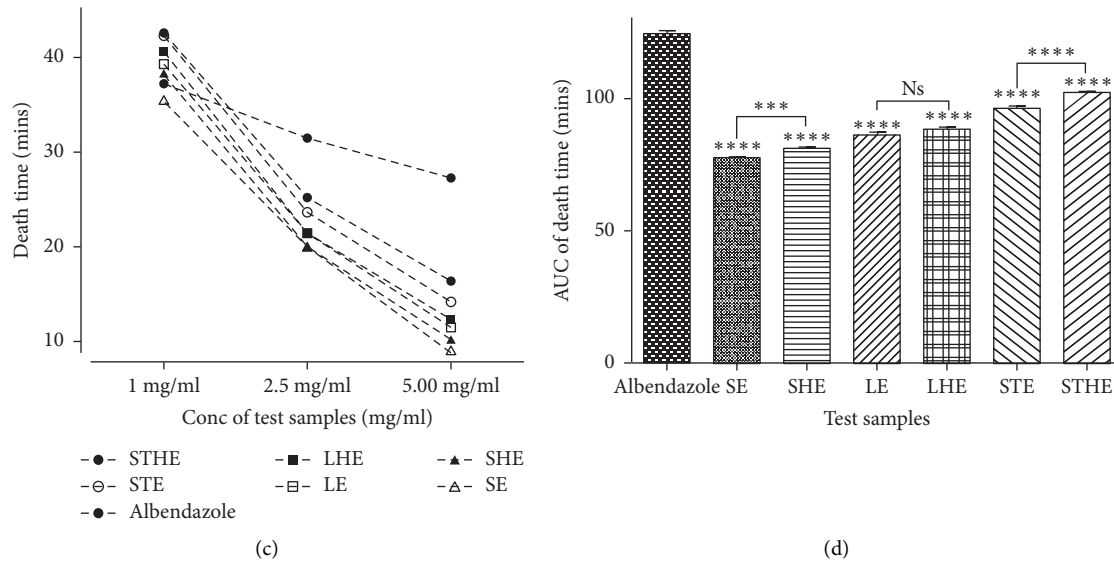 40
30
20
10
Death time (mins)
1 mg/ml 2.5 mg/ml 5.00 mg/ml
Conc of test samples (mg/ml)
STHE LHE SHE
STE LE SE
Albendazole
(c)
100
50
0
AUC of death time (mins)
****
***
****
****
Ns
****
****
****
****
Albendazole SE SHE LE LHE STE STHE
Test samples
(d)